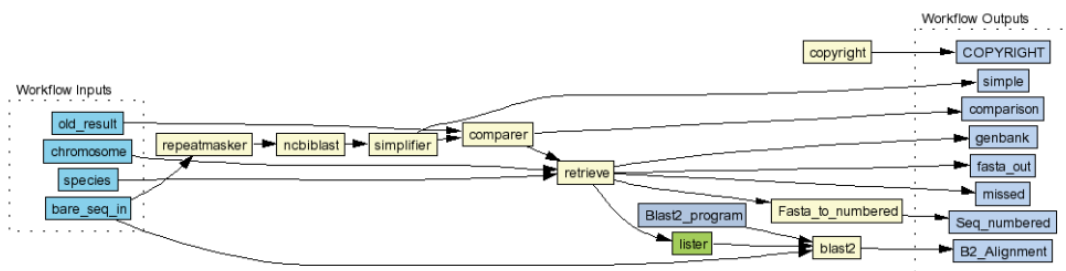 Workflow Outputs
copyright
COPYRIGHT
simple
Workflow Inputs
old_result
comparison
comparer
repeatmasker
ncbiblast
simplifier
genbank
chromosome
retrieve
fasta_out
species
missed
bare_seq_in
Blast2_program
Fasta_to_numbered
Seq_numbered
lister
blast2
B2_Alignment